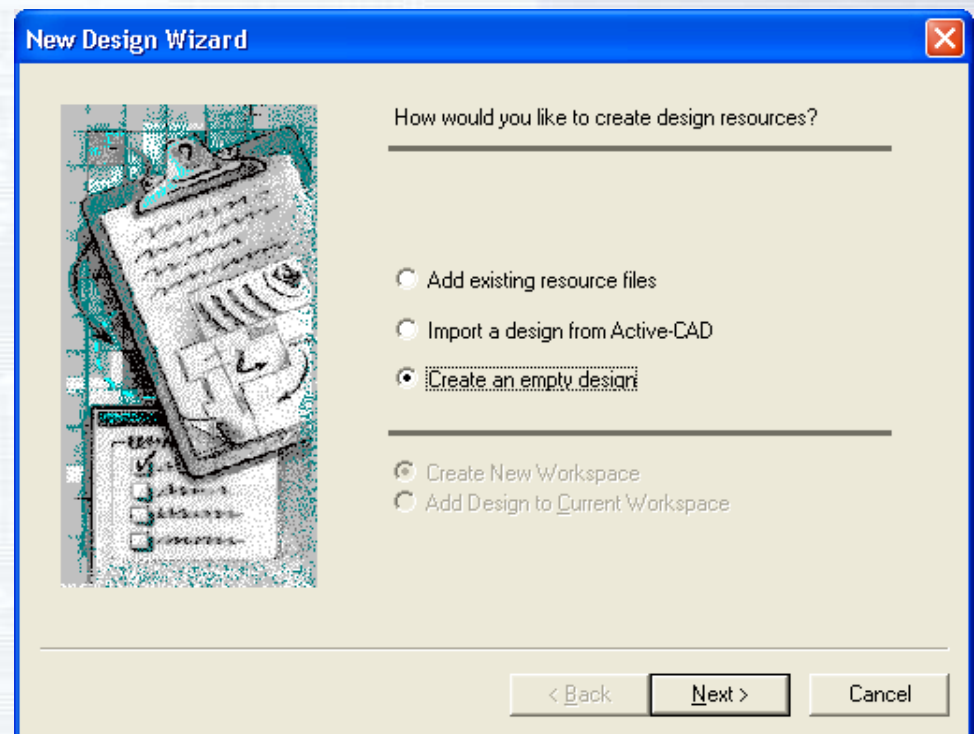 New Design Wizard
How would you like to create design resources?
Add existing resource files
Import a design from Active-CAD
Create an empty design
Create New Workspace
Add Design to Current Workspace
< Back
Next >
Cancel